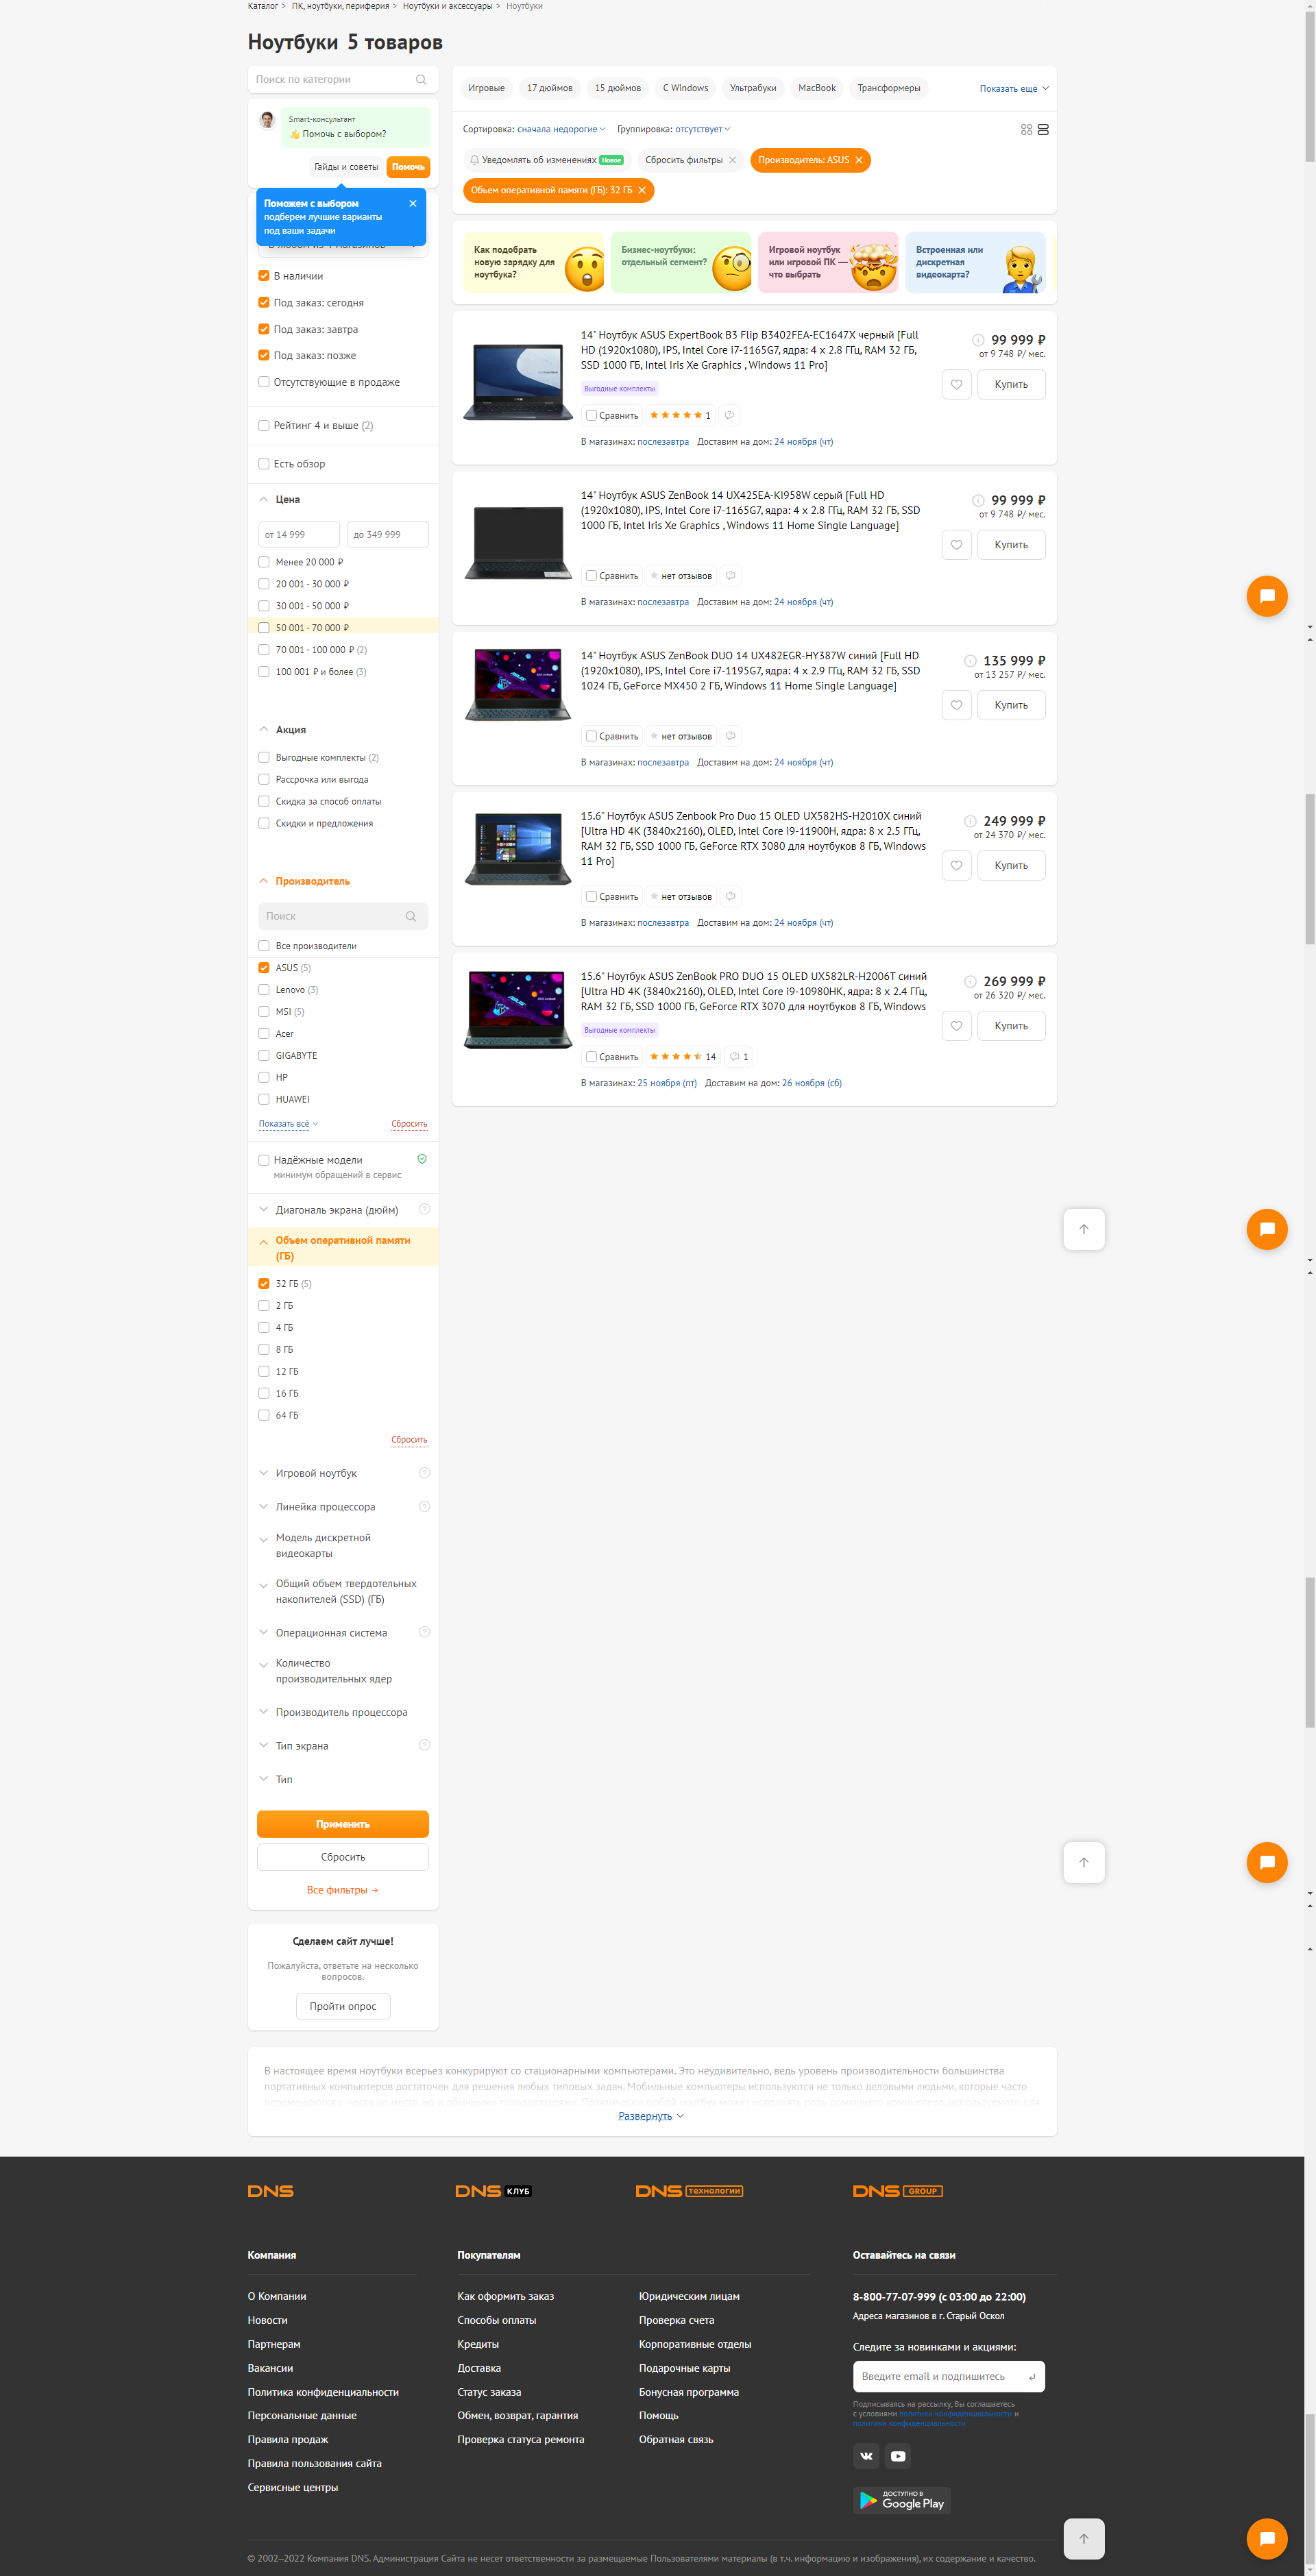 Каталог > ПК, ноутбуки, периферия > Ноутбуки и аксессуары > Ноутбуки
Ноутбуки 5 товаров
Поиск по категории
Smart-консультант
Помочь с выбором?
Гайды и советы Помочь
Поможем с выбором
подберем лучшие варианты
под ваши задачи
В наличии
Под заказ: сегодня
Под заказ: завтра
Под заказ: позже
Отсутствующие в продаже
Рейтинг 4 и выше (2)
Есть обзор
Цена
от 14 999 до 349 999
Менее 20 000 ₽
20 001 - 30 000 ₽
30 001 - 50 000 ₽
50 001 - 70 000 ₽
70 001 - 100 000 ₽ (2)
100 001 ₽ и более (3)
Акция
Выгодные комплекты (2)
Рассрочка или выгода
Скидка за способ оплаты
Скидки и предложения
Производитель
Поиск
Все производители
ASUS (5)
Lenovo (3)
MSI (5)
Acer
GIGABYTE
HP
HUAWEI
Показать всё Сбросить
Надёжные модели
минимум обращений в сервис
Диагональ экрана (дюйм)
Объем оперативной памяти
(ГБ)
32 ГБ (5)
2 ГБ
4 ГБ
8 ГБ
12 ГБ
16 ГБ
64 ГБ
Сбросить
Игровой ноутбук
Линейка процессора
Модель дискретной
видеокарты
Общий объем твердотельных
накопителей (SSD) (ГБ)
Операционная система
Количество
производительных ядер
Производитель процессора
Тип экрана
Тип
Применить
Сбросить
Все фильтры →
Сделаем сайт лучше!
Пожалуйста, ответьте на несколько
вопросов.
Пройти опрос
Игровые 17 дюймов 15 дюймов С Windows Ультрабуки MacBook Трансформеры Показать ещё
Сортировка: сначала недорогие Группировка: отсутствует
Уведомлять об изменениях Новое Сбросить фильтры Производитель: ASUS
Объем оперативной памяти (ГБ): 32 ГБ
Как подобрать
новую зарядку для
ноутбука?
Бизнес-ноутбуки:
отдельный сегмент?
Игровой ноутбук
или игровой ПК —
что выбрать
Встроенная или
дискретная
видеокарта?
14" Ноутбук ASUS ExpertBook B3 Flip B3402FEA-EC1647X черный [Full
HD (1920x1080), IPS, Intel Core i7-1165G7, ядра: 4 х 2.8 ГГц, RAM 32 ГБ,
SSD 1000 ГБ, Intel Iris Xe Graphics , Windows 11 Pro]
Выгодные комплекты
Сравнить 1
В магазинах: послезавтра Доставим на дом: 24 ноября (чт)
99 999 ₽
от 9 748 ₽/ мес.
Купить
14" Ноутбук ASUS ZenBook 14 UX425EA-KI958W серый [Full HD
(1920x1080), IPS, Intel Core i7-1165G7, ядра: 4 х 2.8 ГГц, RAM 32 ГБ, SSD
1000 ГБ, Intel Iris Xe Graphics , Windows 11 Home Single Language]
Сравнить нет отзывов
В магазинах: послезавтра Доставим на дом: 24 ноября (чт)
99 999 ₽
от 9 748 ₽/ мес.
Купить
14" Ноутбук ASUS ZenBook DUO 14 UX482EGR-HY387W синий [Full HD
(1920x1080), IPS, Intel Core i7-1195G7, ядра: 4 х 2.9 ГГц, RAM 32 ГБ, SSD
1024 ГБ, GeForce MX450 2 ГБ, Windows 11 Home Single Language]
Сравнить нет отзывов
В магазинах: послезавтра Доставим на дом: 24 ноября (чт)
135 999 ₽
от 13 257 ₽/ мес.
Купить
15.6" Ноутбук ASUS Zenbook Pro Duo 15 OLED UX582HS-H2010X синий
[Ultra HD 4K (3840x2160), OLED, Intel Core i9-11900H, ядра: 8 х 2.5 ГГц,
RAM 32 ГБ, SSD 1000 ГБ, GeForce RTX 3080 для ноутбуков 8 ГБ, Windows
11 Pro]
Сравнить нет отзывов
В магазинах: послезавтра Доставим на дом: 24 ноября (чт)
249 999 ₽
от 24 370 ₽/ мес.
Купить
15.6" Ноутбук ASUS ZenBook PRO DUO 15 OLED UX582LR-H2006T синий
[Ultra HD 4K (3840x2160), OLED, Intel Core i9-10980HK, ядра: 8 х 2.4 ГГц,
RAM 32 ГБ, SSD 1000 ГБ, GeForce RTX 3070 для ноутбуков 8 ГБ, Windows
Выгодные комплекты
Сравнить 14 1
В магазинах: 25 ноября (пт) Доставим на дом: 26 ноября (сб)
269 999 ₽
от 26 320 ₽/ мес.
Купить
В настоящее время ноутбуки всерьез конкурируют со стационарными компьютерами. Это неудивительно, ведь уровень производительности большинства
портативных компьютеров достаточен для решения любых типовых задач. Мобильные компьютеры используются не только деловыми людьми, которые часто
Развернуть
DNS DNS КЛУБ DNS ТЕХНОЛОГИИ DNS GROUP
Компания
О Компании
Новости
Партнерам
Вакансии
Политика конфиденциальности
Персональные данные
Правила продаж
Правила пользования сайта
Сервисные центры
Покупателям
Как оформить заказ
Способы оплаты
Кредиты
Доставка
Статус заказа
Обмен, возврат, гарантия
Проверка статуса ремонта
Юридическим лицам
Проверка счета
Корпоративные отделы
Подарочные карты
Бонусная программа
Помощь
Обратная связь
Оставайтесь на связи
8-800-77-07-999 (с 03:00 до 22:00)
Адреса магазинов в г. Старый Оскол
Следите за новинками и акциями:
Введите email и подпишитесь
Подписываясь на рассылку, Вы соглашаетесь
с условиями политики конфиденциальности и
политики конфиденциальности
ДОСТУПНО В
Google Play
© 2002–2022 Компания DNS. Администрация Сайта не несет ответственности за размещаемые Пользователями материалы (в т.ч. информацию и изображения), их содержание и качество.